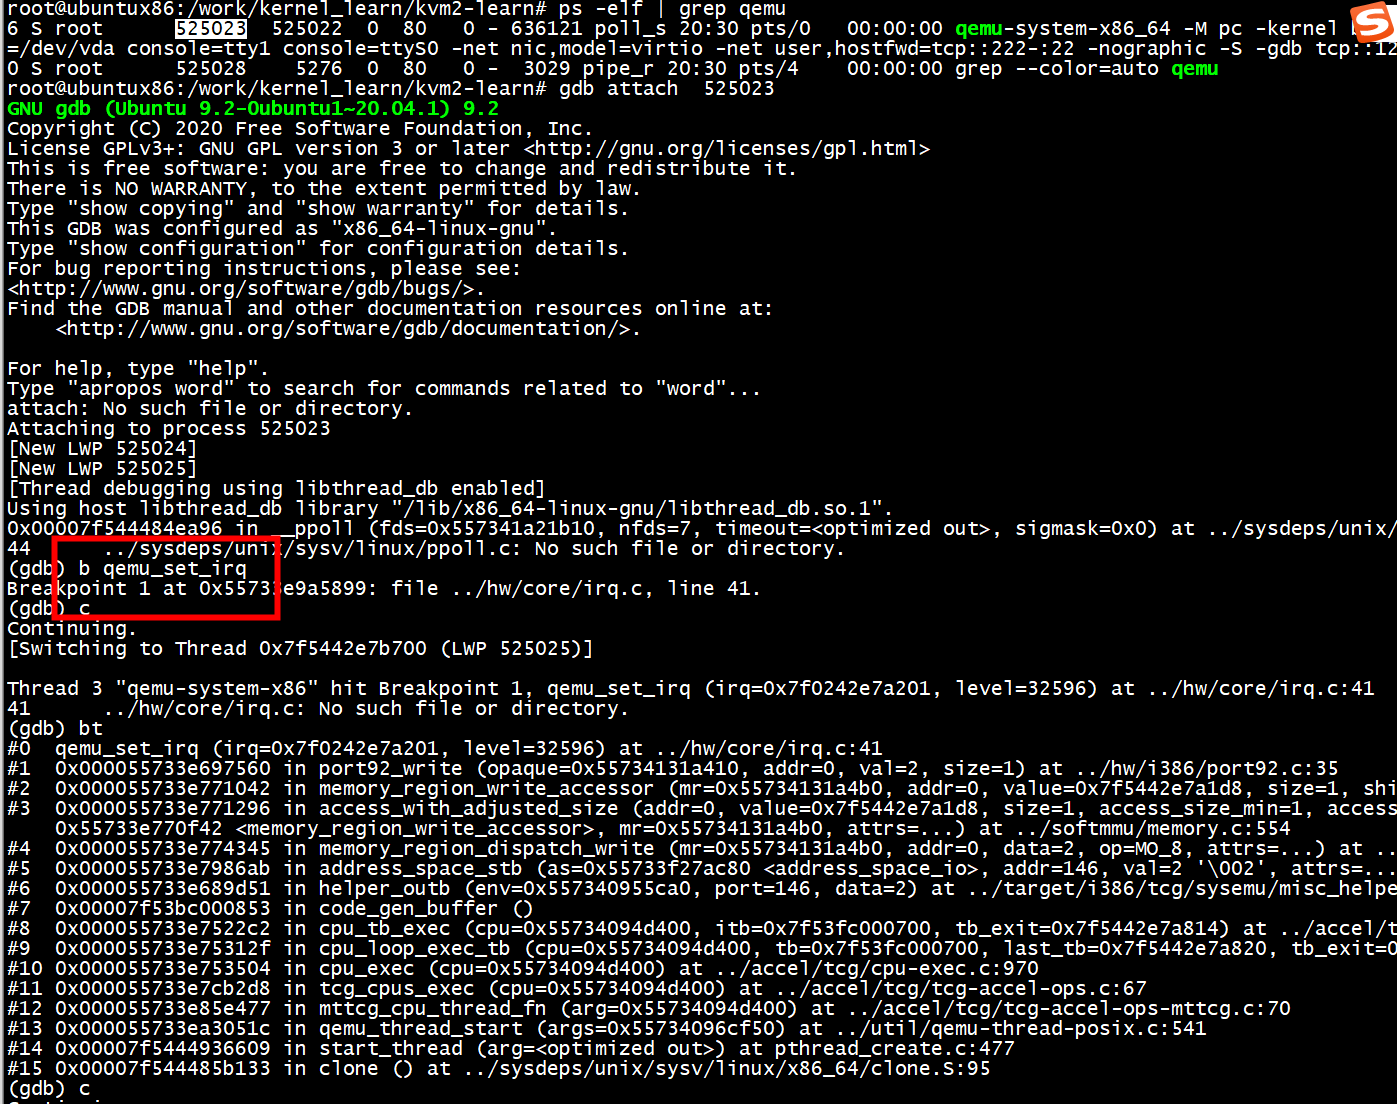 root@ubuntux86:/work/kernel_learn/kvm2-learn# ps -elf | grep qemu
6 S root      525023  525022  0  80   0 - 636121 poll_s 20:30 pts/0   00:00:00 qemu-system-x86_64 -M pc -kernel
=/dev/vda console=tty1 console=ttyS0 -net nic,model=virtio -net user,hostfwd=tcp::222-:22 -nographic -S -gdb tcp::12
0 S root      525028    5276  0  80   0 -  3029 pipe_r 20:30 pts/4    00:00:00 grep --color=auto qemu
root@ubuntux86:/work/kernel_learn/kvm2-learn# gdb attach  525023
GNU gdb (Ubuntu 9.2-0ubuntu1~20.04.1) 9.2
Copyright (C) 2020 Free Software Foundation, Inc.
License GPLv3+: GNU GPL version 3 or later <http://gnu.org/licenses/gpl.html>
This is free software: you are free to change and redistribute it.
There is NO WARRANTY, to the extent permitted by law.
Type "show copying" and "show warranty" for details.
This GDB was configured as "x86_64-linux-gnu".
Type "show configuration" for configuration details.
For bug reporting instructions, please see:
<http://www.gnu.org/software/gdb/bugs/>.
Find the GDB manual and other documentation resources online at:
    <http://www.gnu.org/software/gdb/documentation/>.
For help, type "help".
Type "apropos word" to search for commands related to "word"...
attach: No such file or directory.
Attaching to process 525023
[New LWP 525024]
[New LWP 525025]
[Thread debugging using libthread_db enabled]
Using host libthread_db library "/lib/x86_64-linux-gnu/libthread_db.so.1".
0x00007f544484ea96 in __ppoll (fds=0x557341a21b10, nfds=7, timeout=<optimized out>, sigmask=0x0) at ../sysdeps/unix/
44      ../sysdeps/unix/sysv/linux/ppoll.c: No such file or directory.
(gdb) b qemu_set_irq
Breakpoint 1 at 0x55733e9a5899: file ../hw/core/irq.c, line 41.
(gdb) c
Continuing.
[Switching to Thread 0x7f5442e7b700 (LWP 525025)]
Thread 3 "qemu-system-x86" hit Breakpoint 1, qemu_set_irq (irq=0x7f0242e7a201, level=32596) at ../hw/core/irq.c:41
41      ../hw/core/irq.c: No such file or directory.
(gdb) bt
#0  qemu_set_irq (irq=0x7f0242e7a201, level=32596) at ../hw/core/irq.c:41
#1  0x000055733e697560 in port92_write (opaque=0x55734131a410, addr=0, val=2, size=1) at ../hw/i386/port92.c:35
#2  0x000055733e771042 in memory_region_write_accessor (mr=0x55734131a4b0, addr=0, value=0x7f5442e7a1d8, size=1, shi
#3  0x000055733e771296 in access_with_adjusted_size (addr=0, value=0x7f5442e7a1d8, size=1, access_size_min=1, access
    0x55733e770f42 <memory_region_write_accessor>, mr=0x55734131a4b0, attrs=...) at ../softmmu/memory.c:554
#4  0x000055733e774345 in memory_region_dispatch_write (mr=0x55734131a4b0, addr=0, data=2, op=MO_8, attrs=...) at ..
#5  0x000055733e7986ab in address_space_stb (as=0x55733f27ac80 <address_space_io>, addr=146, val=2 '\002', attrs=...
#6  0x000055733e689d51 in helper_outb (env=0x557340955ca0, port=146, data=2) at ../target/i386/tcg/sysemu/misc_helpe
#7  0x00007f53bc000853 in code_gen_buffer ()
#8  0x000055733e7522c2 in cpu_tb_exec (cpu=0x55734094d400, itb=0x7f53fc000700, tb_exit=0x7f5442e7a814) at ../accel/t
#9  0x000055733e75312f in cpu_loop_exec_tb (cpu=0x55734094d400, tb=0x7f53fc000700, last_tb=0x7f5442e7a820, tb_exit=0
#10 0x000055733e753504 in cpu_exec (cpu=0x55734094d400) at ../accel/tcg/cpu-exec.c:970
#11 0x000055733e7cb2d8 in tcg_cpus_exec (cpu=0x55734094d400) at ../accel/tcg/tcg-accel-ops.c:67
#12 0x000055733e85e477 in mttcg_cpu_thread_fn (arg=0x55734094d400) at ../accel/tcg/tcg-accel-ops-mttcg.c:70
#13 0x000055733ea3051c in qemu_thread_start (args=0x55734096cf50) at ../util/qemu-thread-posix.c:541
#14 0x00007f5444936609 in start_thread (arg=<optimized out>) at pthread_create.c:477
#15 0x00007f544485b133 in clone () at ../sysdeps/unix/sysv/linux/x86_64/clone.S:95
(gdb) c